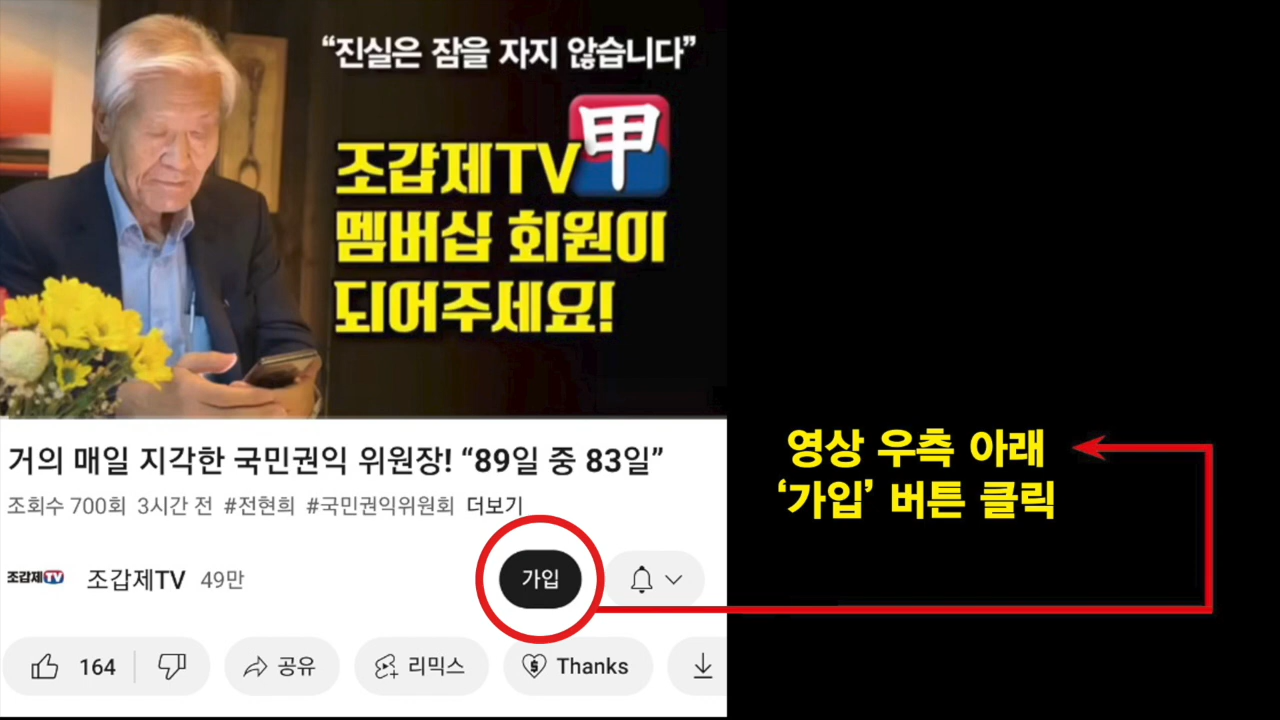 “진실은 잠을 자지 않습니다”
甲
조갑제TV
멤버십 회원이
되어주세요!
거의 매일 지각한 국민권익 위원장! “89일 중 83일”
조회수 700회 3시간 전 #전현희 #국민권익위원회 더보기
조갑제TV 조갑제TV 49만 가입
164 공유 리믹스 Thanks
영상 우측 아래
‘가입’ 버튼 클릭